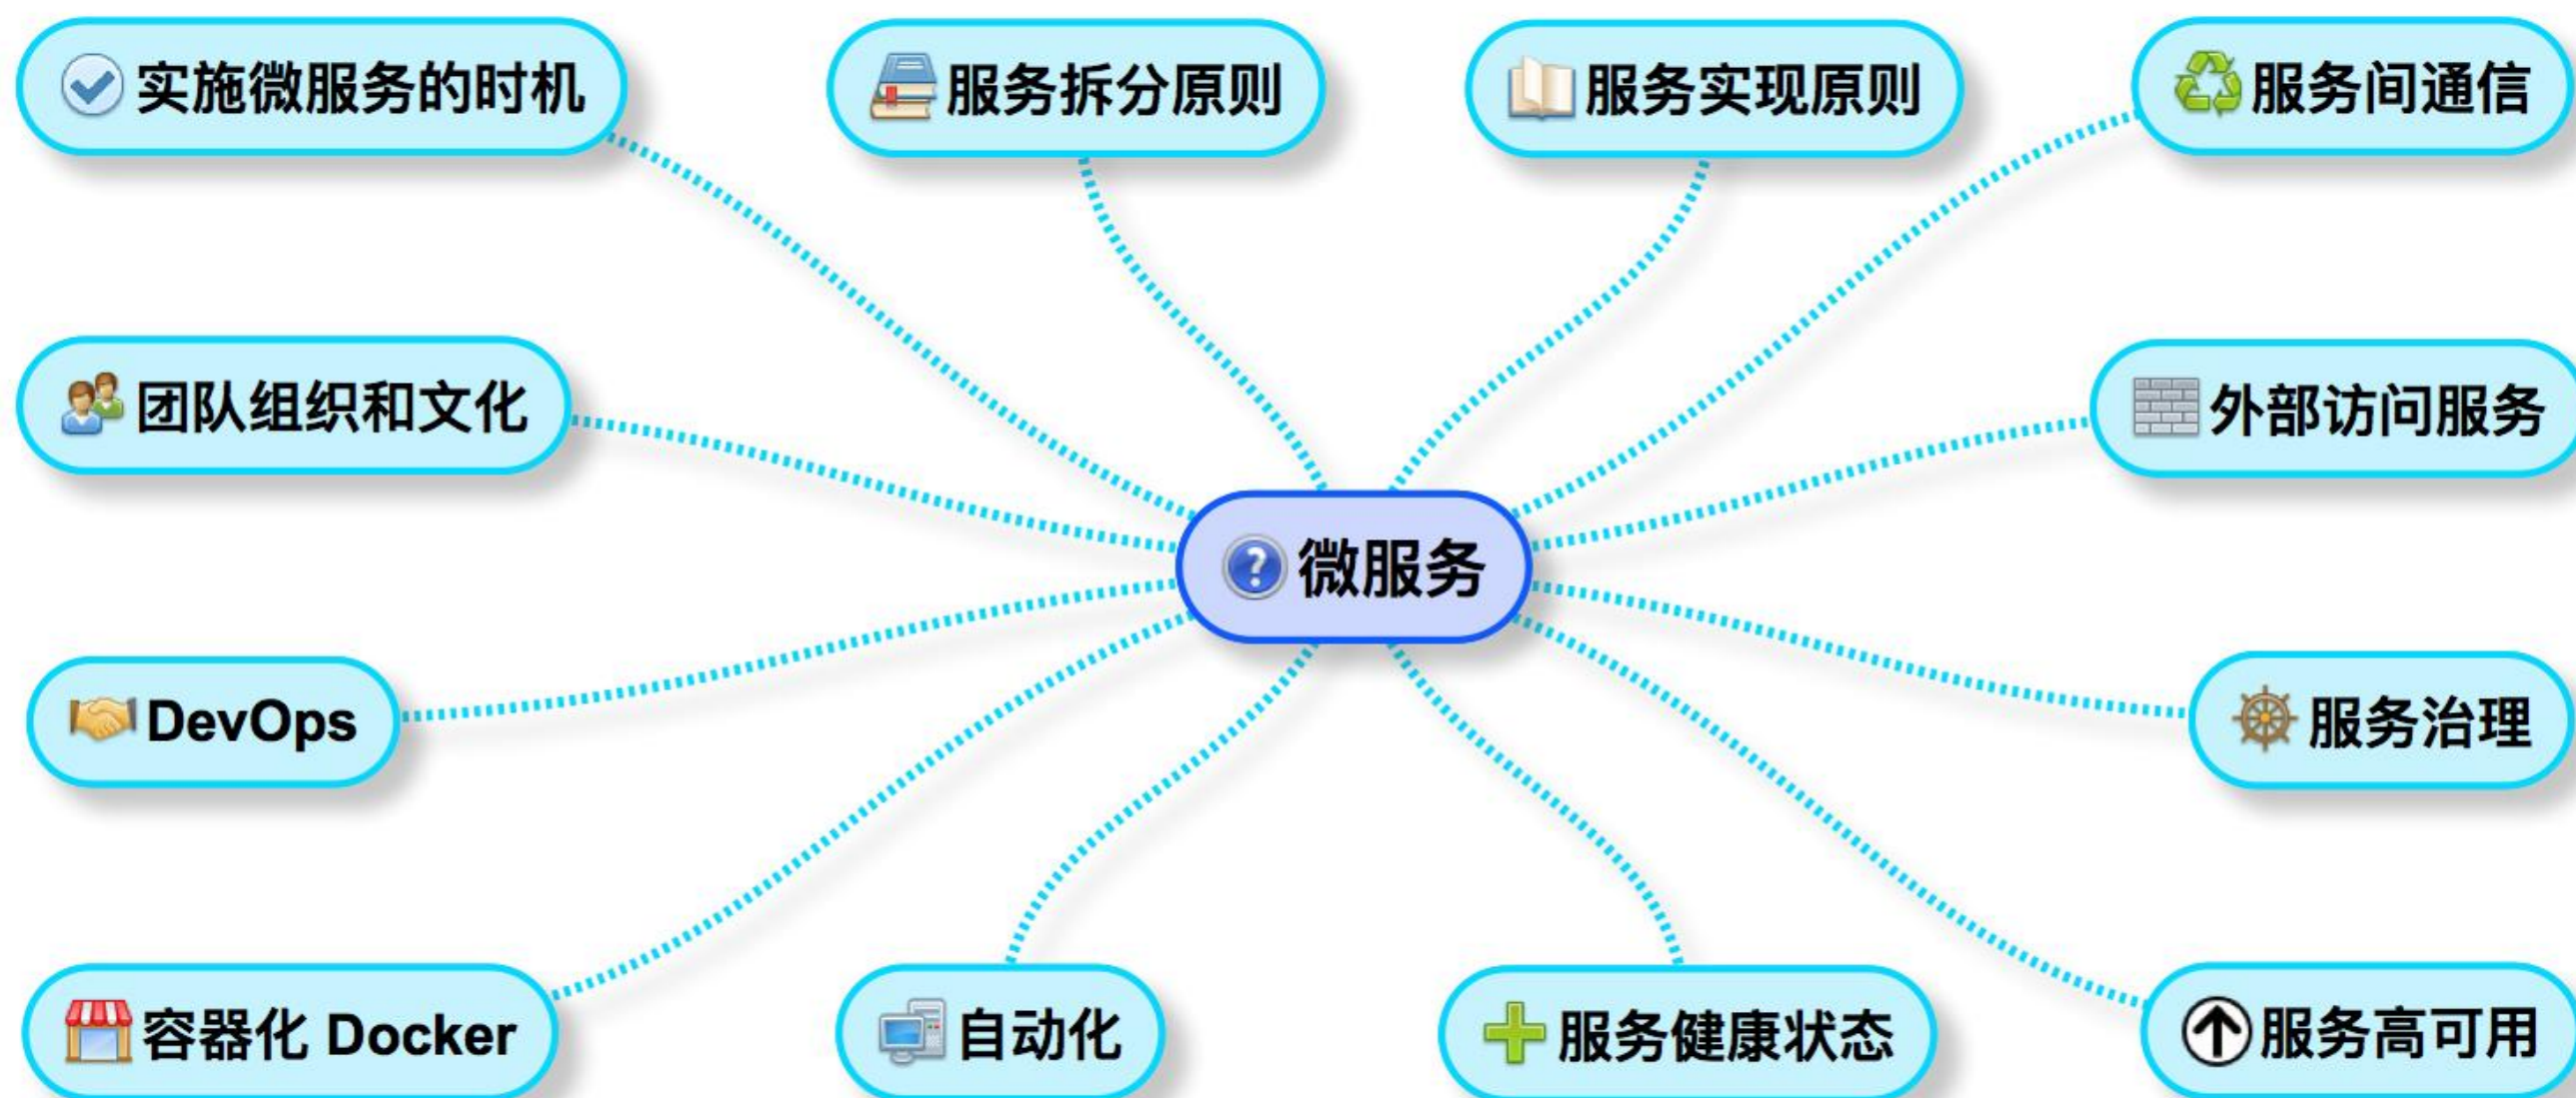 实施微服务的时机
服务拆分原则
服务实现原则
服务间通信
团队组织和文化
外部访问服务
微服务
DevOps
服务治理
容器化 Docker
自动化
服务健康状态
服务高可用